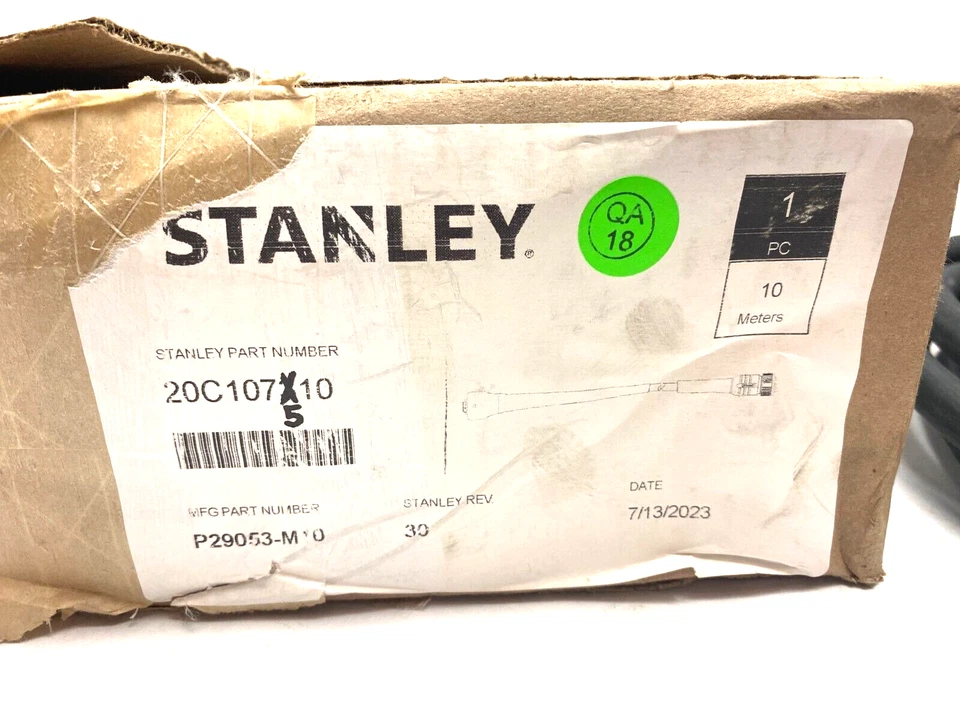 STANLEY®
QA
18
1
PC
10
Meters
STANLEY PART NUMBER
20C107X10
5
MFG PART NUMBER
P29053-M10
STANLEY REV.
30
DATE
7/13/2023